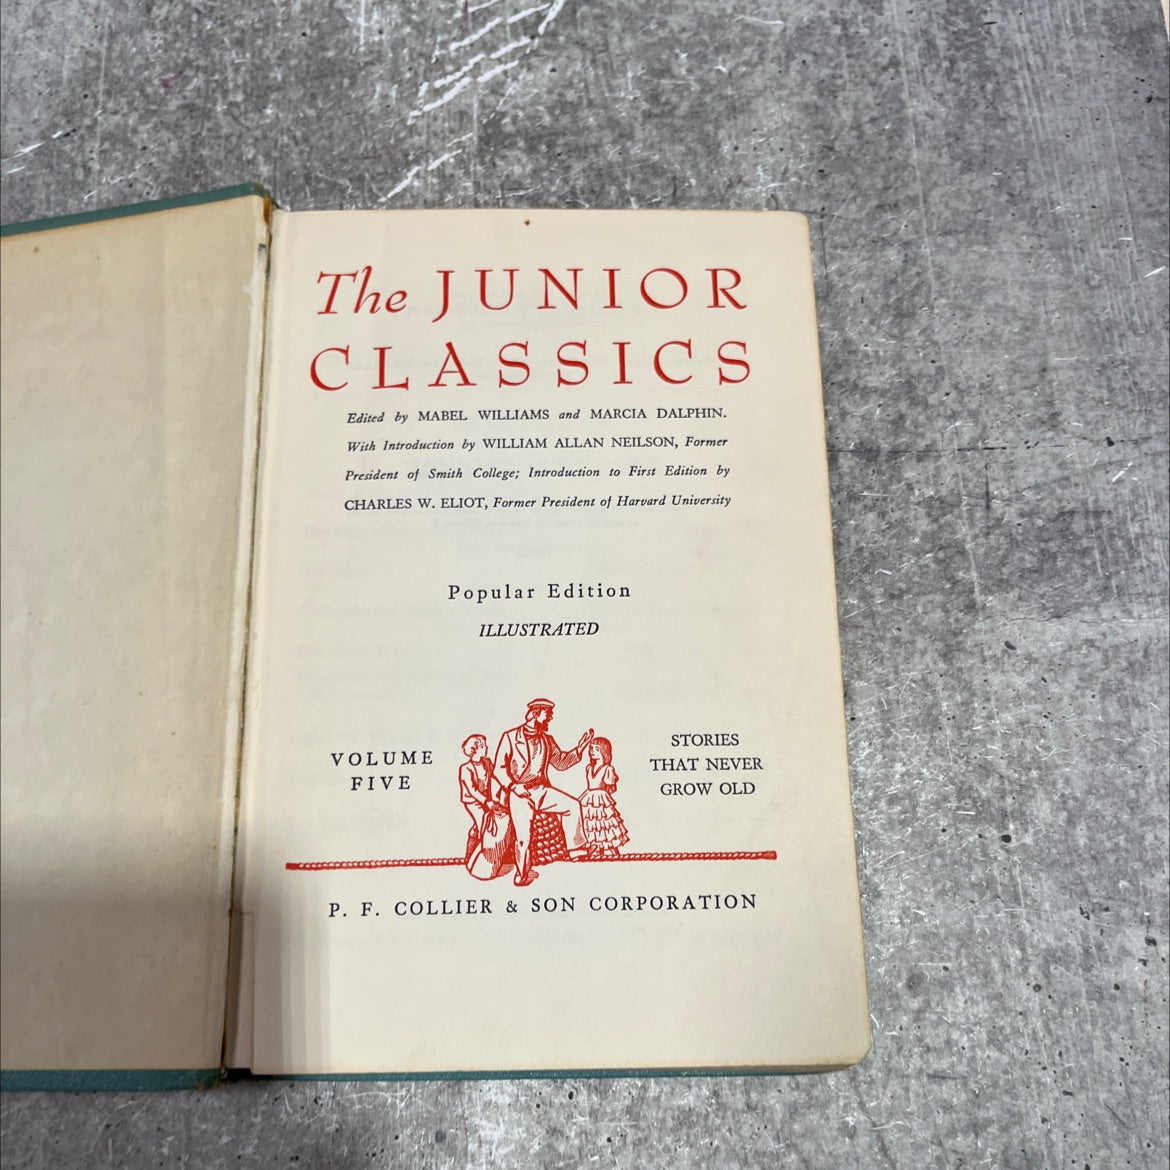 The JUNIOR
CLASSICS
Edited by MABEL WILLIAMS and MARCIA DALPHIN.
With Introduction by WILLIAM ALLAN NEILSON, Former
President of Smith College; Introduction to First Edition by
CHARLES W. ELIOT, Former President of Harvard University
Popular Edition
ILLUSTRATED
VOLUME
FIVE
STORIES
THAT NEVER
GROW OLD
P. F. COLLIER & SON CORPORATION